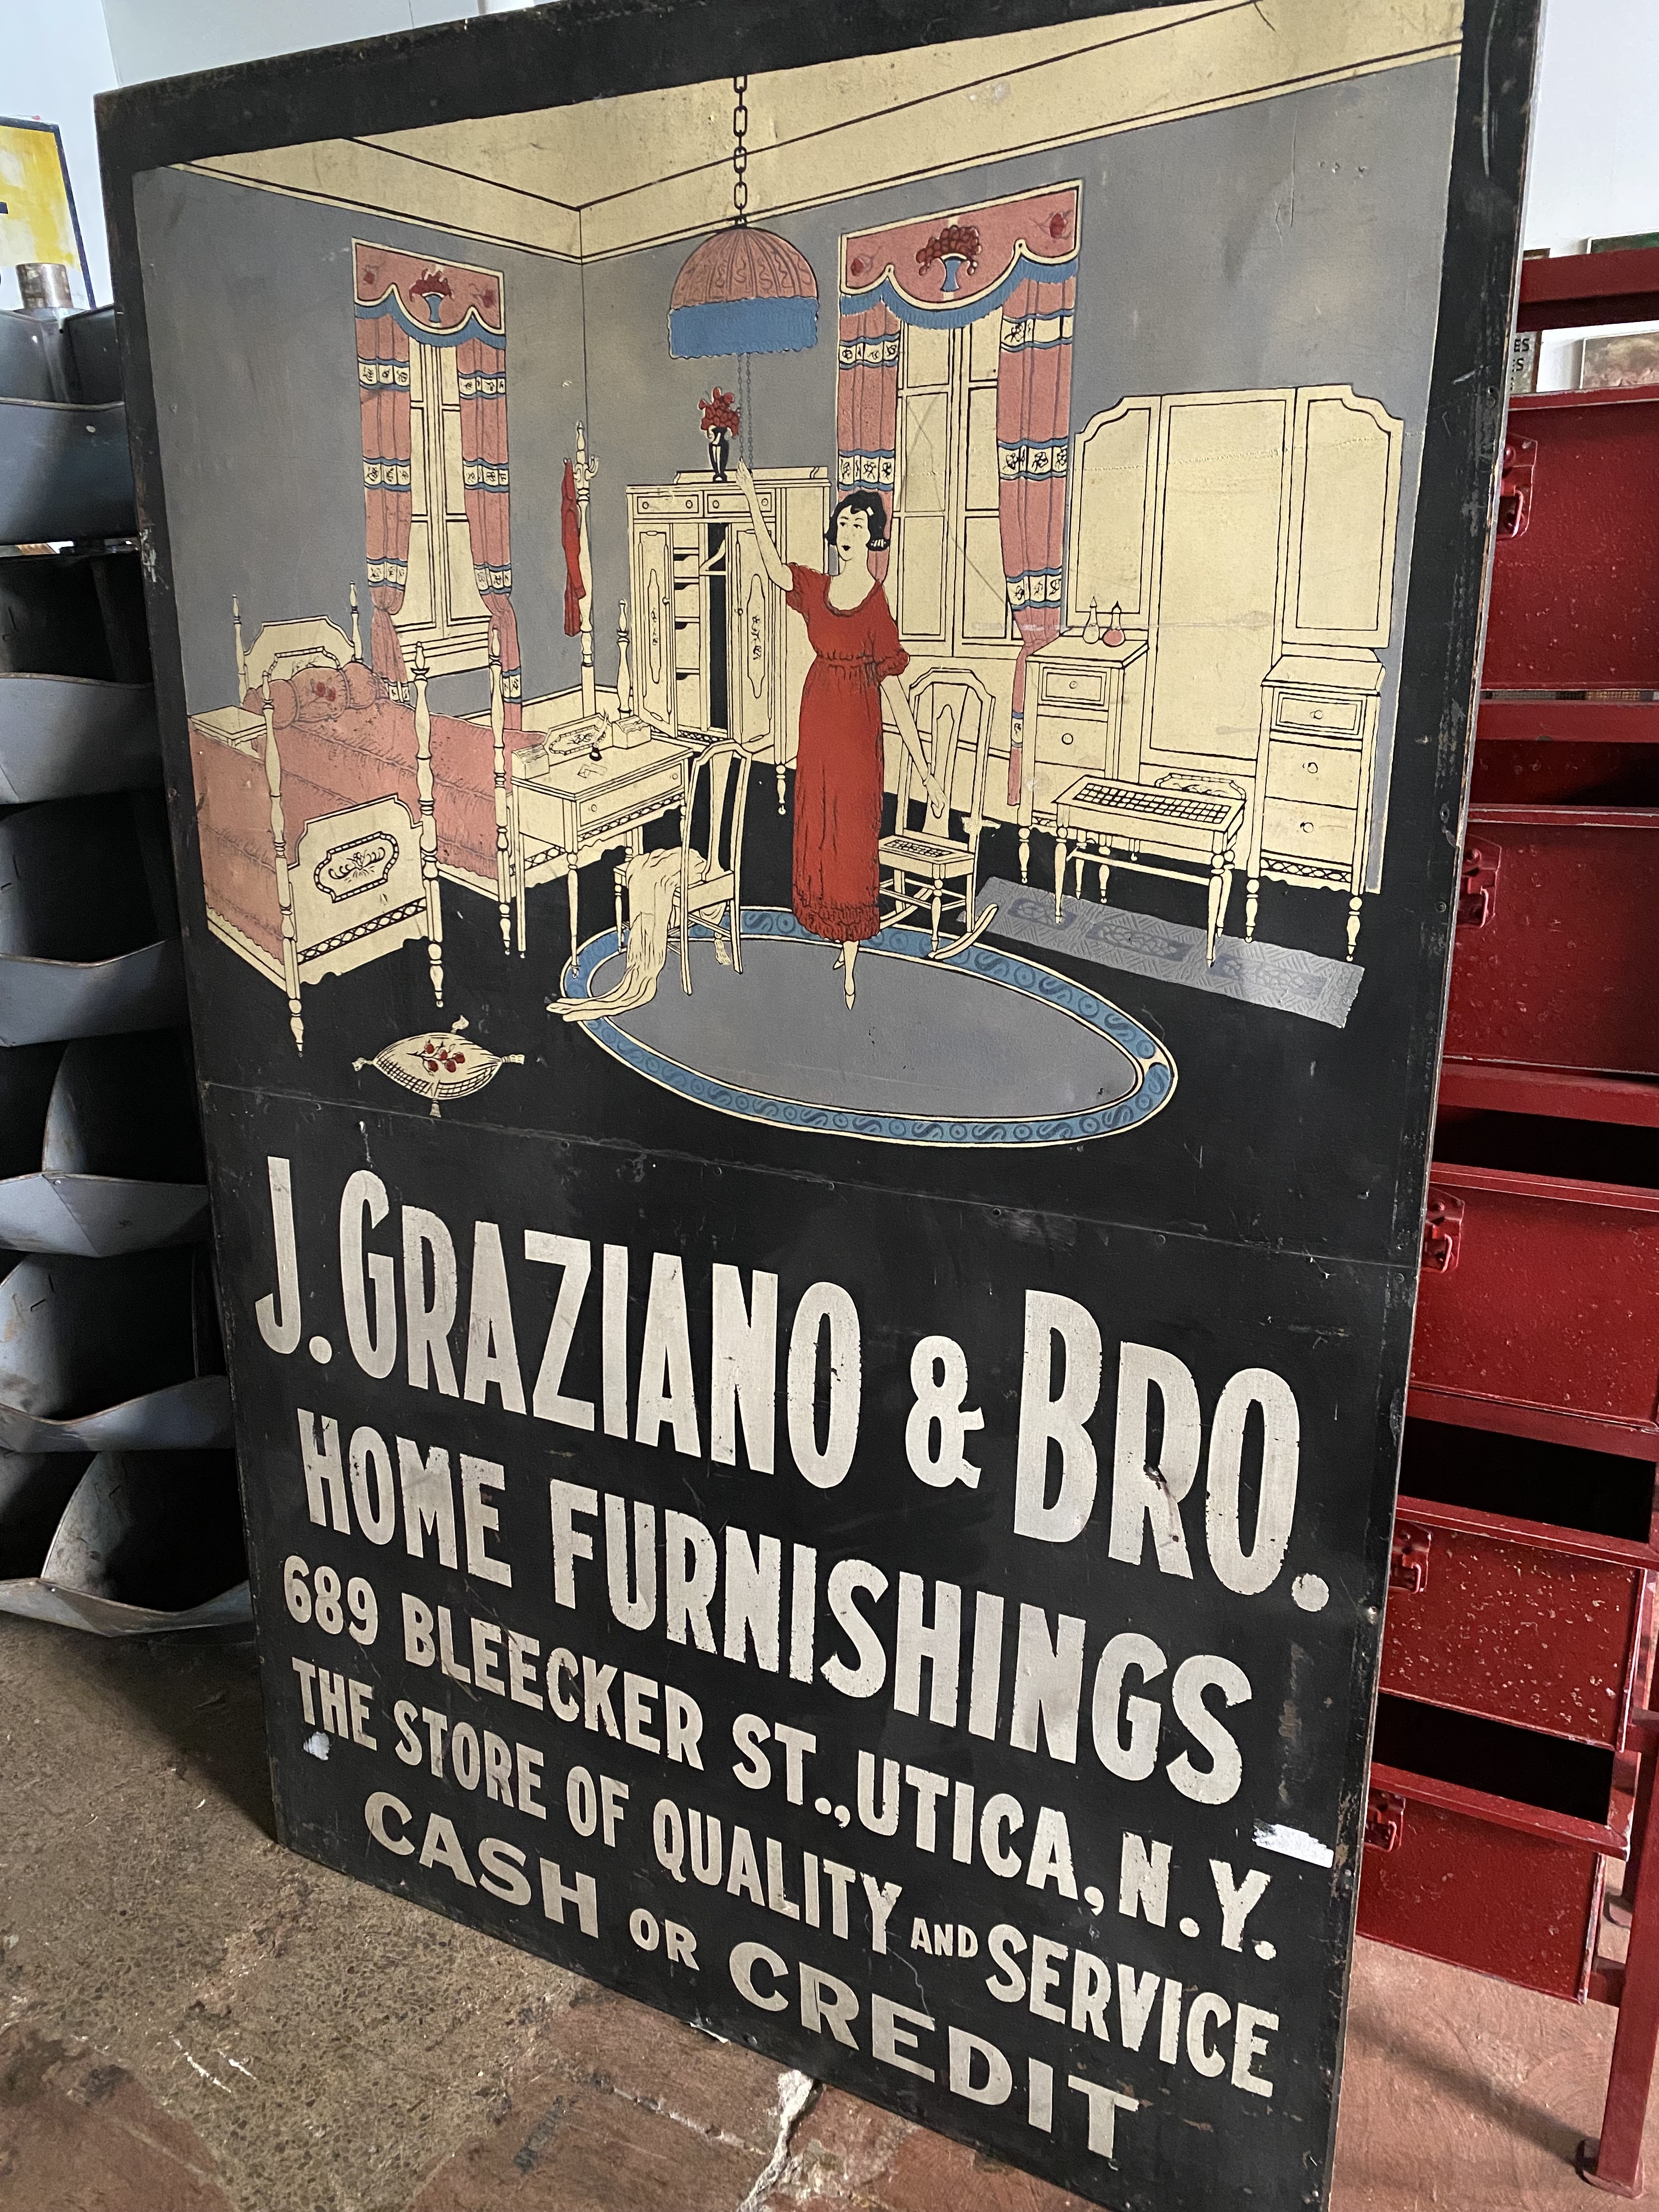 J. GRAZIANO & BRO.
HOME FURNISHINGS
689 BLEECKER ST., UTICA, N.Y.
THE STORE OF QUALITY AND SERVICE
CASH OR CREDIT